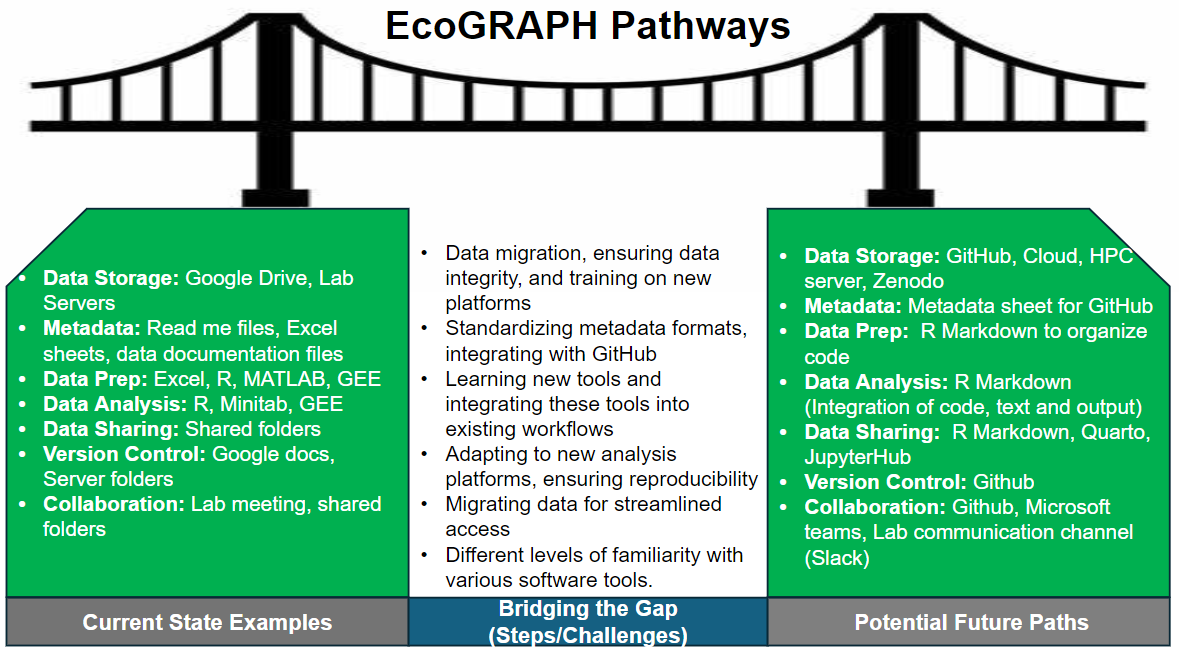 EcoGRAPH Pathways
• Data Storage: Google Drive, Lab
Servers
• Metadata: Read me files, Excel
sheets, data documentation files
• Data Prep: Excel, R, MATLAB, GEE
• Data Analysis: R, Minitab, GEE
• Data Sharing: Shared folders
• Version Control: Google docs,
Server folders
• Collaboration: Lab meeting, shared
folders
Current State Examples
• Data migration, ensuring data
integrity, and training on new
platforms
• Standardizing metadata formats,
integrating with GitHub
• Learning new tools and
integrating these tools into
existing workflows
• Adapting to new analysis
platforms, ensuring reproducibility
• Migrating data for streamlined
access
• Different levels of familiarity with
various software tools.
Bridging the Gap
(Steps/Challenges)
• Data Storage: GitHub, Cloud, HPC
server, Zenodo
• Metadata: Metadata sheet for GitHub
• Data Prep:  R Markdown to organize
code
• Data Analysis: R Markdown
(Integration of code, text and output)
• Data Sharing:  R Markdown, Quarto,
JupyterHub
• Version Control: Github
• Collaboration: Github, Microsoft
teams, Lab communication channel
(Slack)
Potential Future Paths